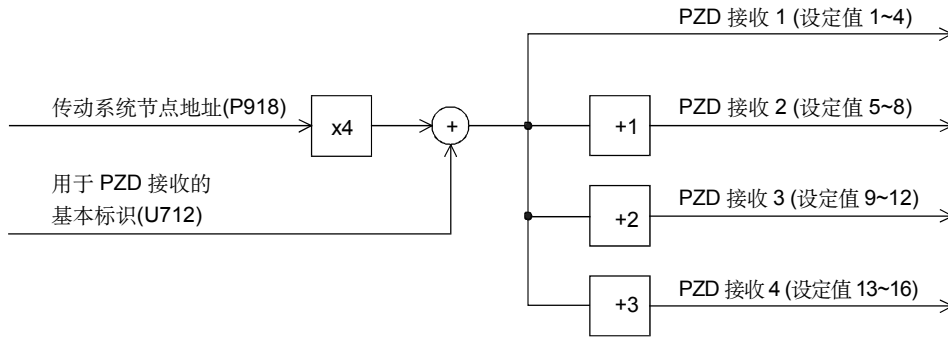 PZD 接收 1 (设定值 1~4)
传动系统节点地址(P918)
x4
+
+1
PZD 接收 2 (设定值 5~8)
用于 PZD 接收的
基本标识(U712)
+2
PZD 接收 3 (设定值 9~12)
+3
PZD 接收 4 (设定值 13~16)